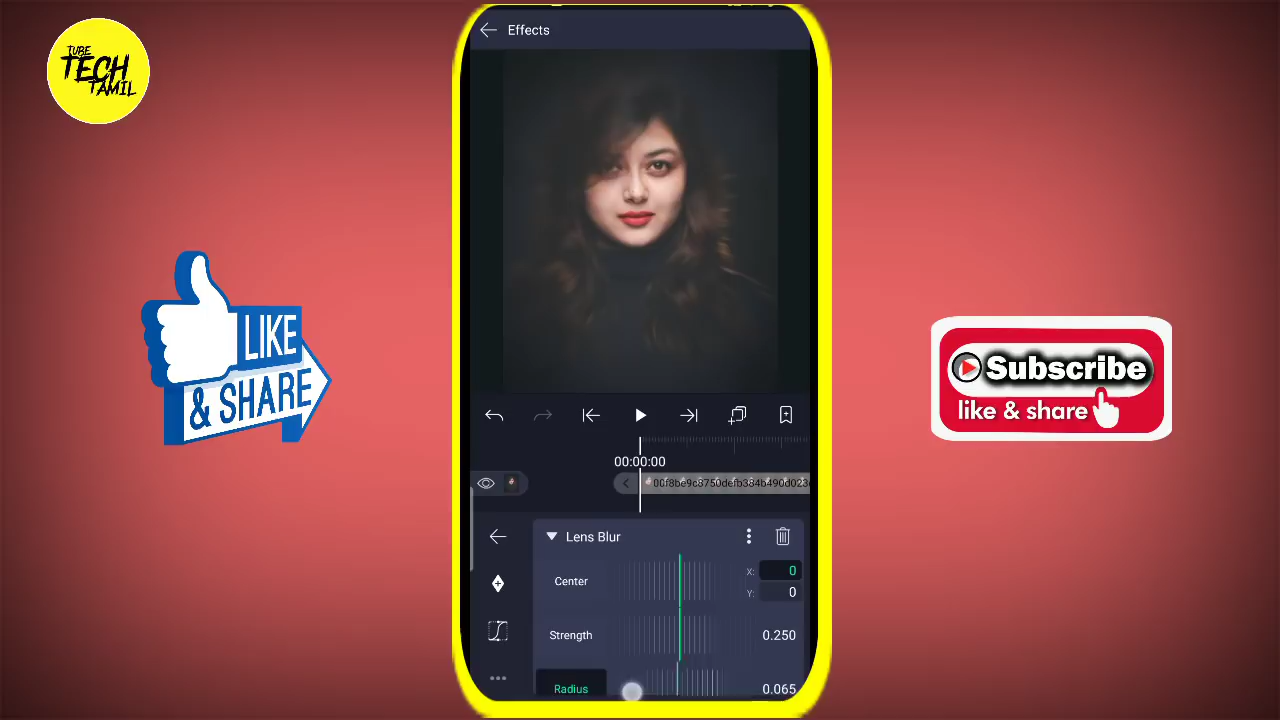 TUBE
TECH
TAMIL
Effects
LIKE
& SHARE
Subscribe
like & share
00:00:00
Lens Blur
Center
X: 0
Y: 0
Strength
0.250
Radius
0.065